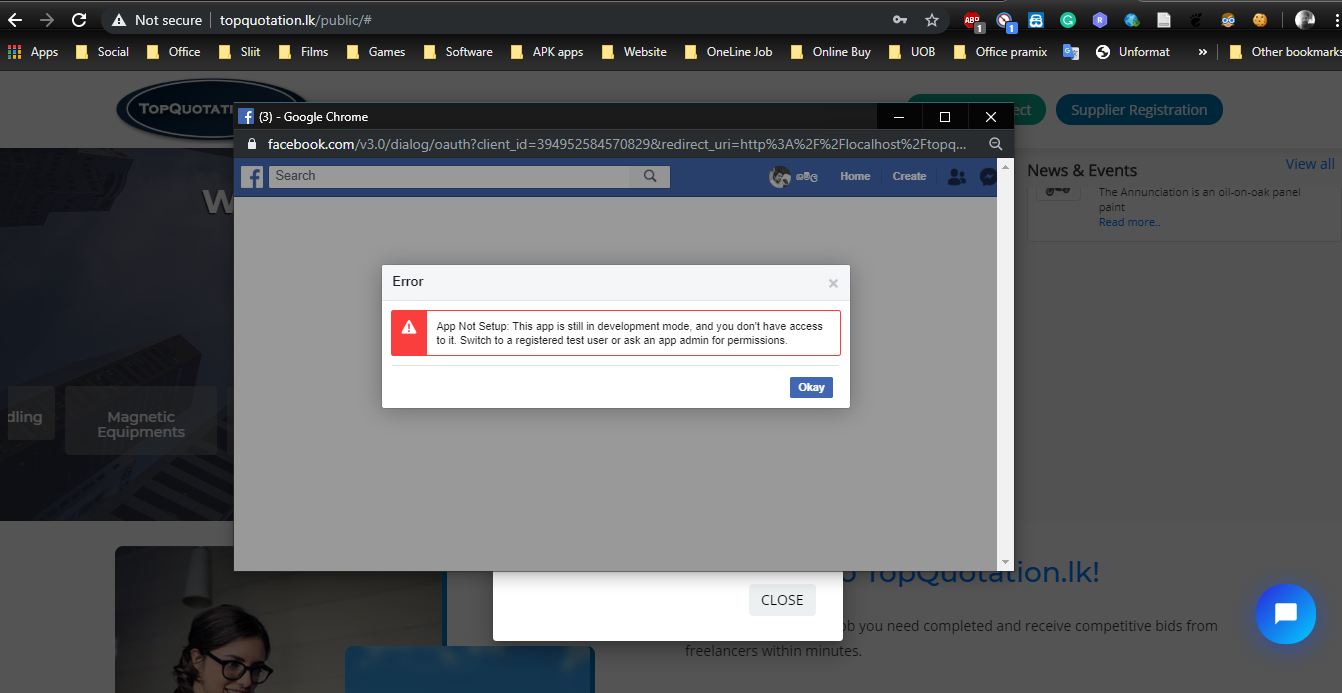 Not secure topquotation.lk/public/#
ABP 1 1
Apps Social Office Sliit Films Games Software APK apps Website OneLine Job Online Buy UOB Office pramix Unformat » Other bookmarks
TOPQUOTATI
ect Supplier Registration
(3) - Google Chrome
facebook.com/v3.0/dialog/oauth?client_id=394952584570829&redirect_uri=http%3A%2F%2Flocalhost%2Ftopq...
Search Home Create
News & Events View all
The Annunciation is an oil-on-oak panel
paint
Read more..
W
Error
App Not Setup: This app is still in development mode, and you don't have access
to it. Switch to a registered test user or ask an app admin for permissions.
Okay
dling
Magnetic
Equipments
TopQuotation.lk!
CLOSE
ob you need completed and receive competitive bids from
freelancers within minutes.